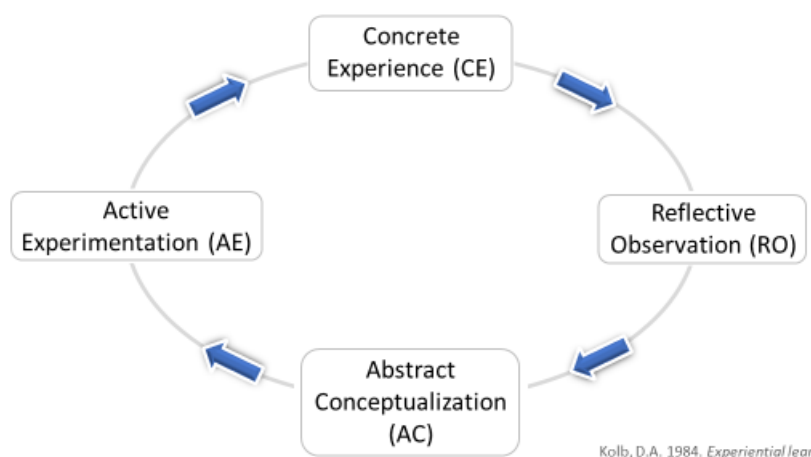 Concrete
Experience (CE)
Active
Experimentation (AE)
Reflective
Observation (RO)
Abstract
Conceptualization
(AC)
Kolb, D.A. 1984. Experiential